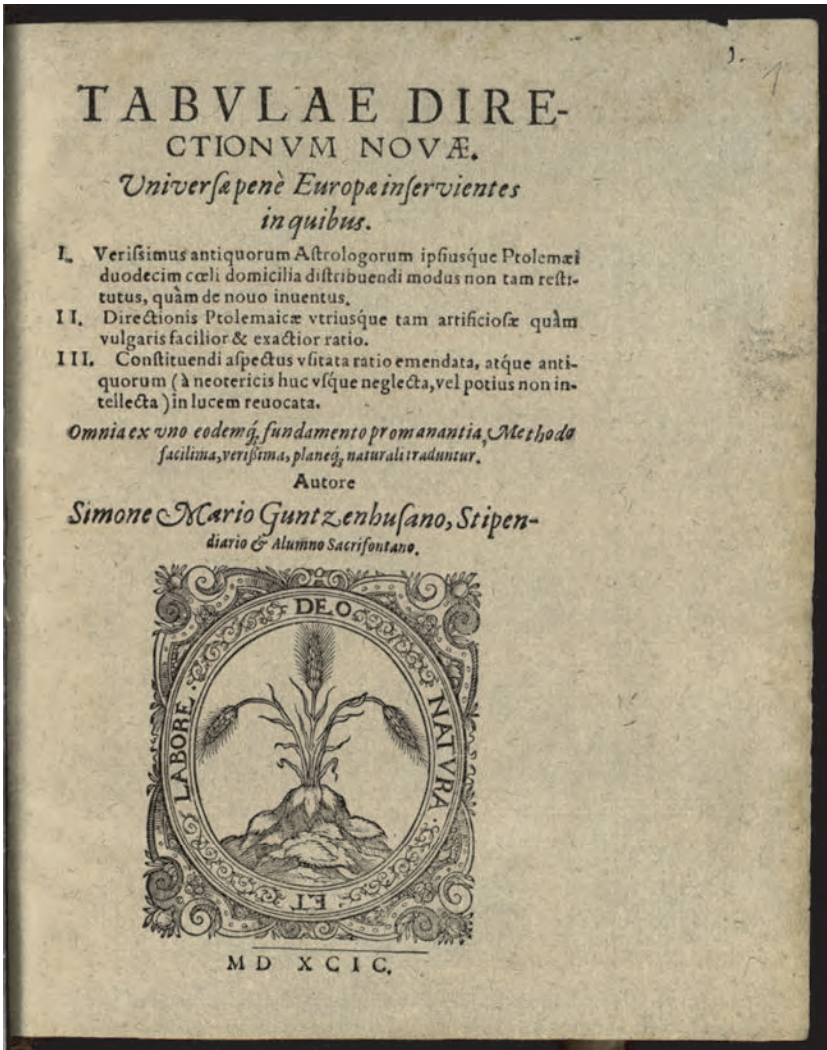 1. 1
TABVLAE DIRE-
CTIONVM NOVÆ.
Universæ penè Europæ inservientes
in quibus.
I. Verißimus antiquorum Aſtrologorum ipſiusque Ptolemæi
duodecim cœli domicilia diſtribuendi modus non tam reſti-
tutus, quàm de nouo inuentus.
II. Directionis Ptolemaicæ vtriusque tam artificioſæ quàm
vulgaris facilior & exactior ratio.
III. Conſtituendi aſpectus vſitata ratio emendata, atque anti-
quorum (à neotericis huc vſque neglecta, vel potius non in-
tellecta) in lucem reuocata.
Omnia ex vno eodemq́; fundamento promanantia, Methodo
facilima, verißima, planeq́; naturali traduntur.
Autore
Simone Mario Guntzenhuſano, Stipen-
diario & Alumno Sacrifontano.
DEO
NATVRA
ET
LABORE
MD XCIC.